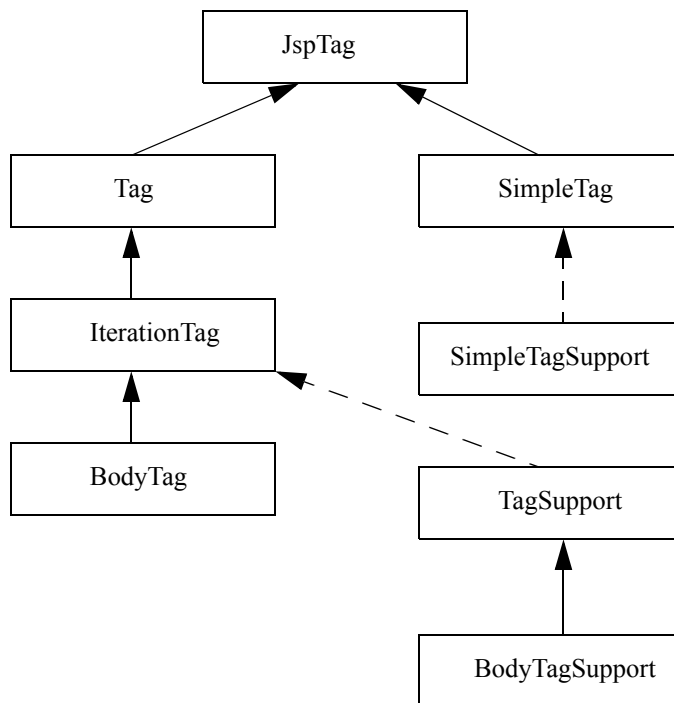 JspTag
Tag
SimpleTag
IterationTag
SimpleTagSupport
BodyTag
TagSupport
BodyTagSupport